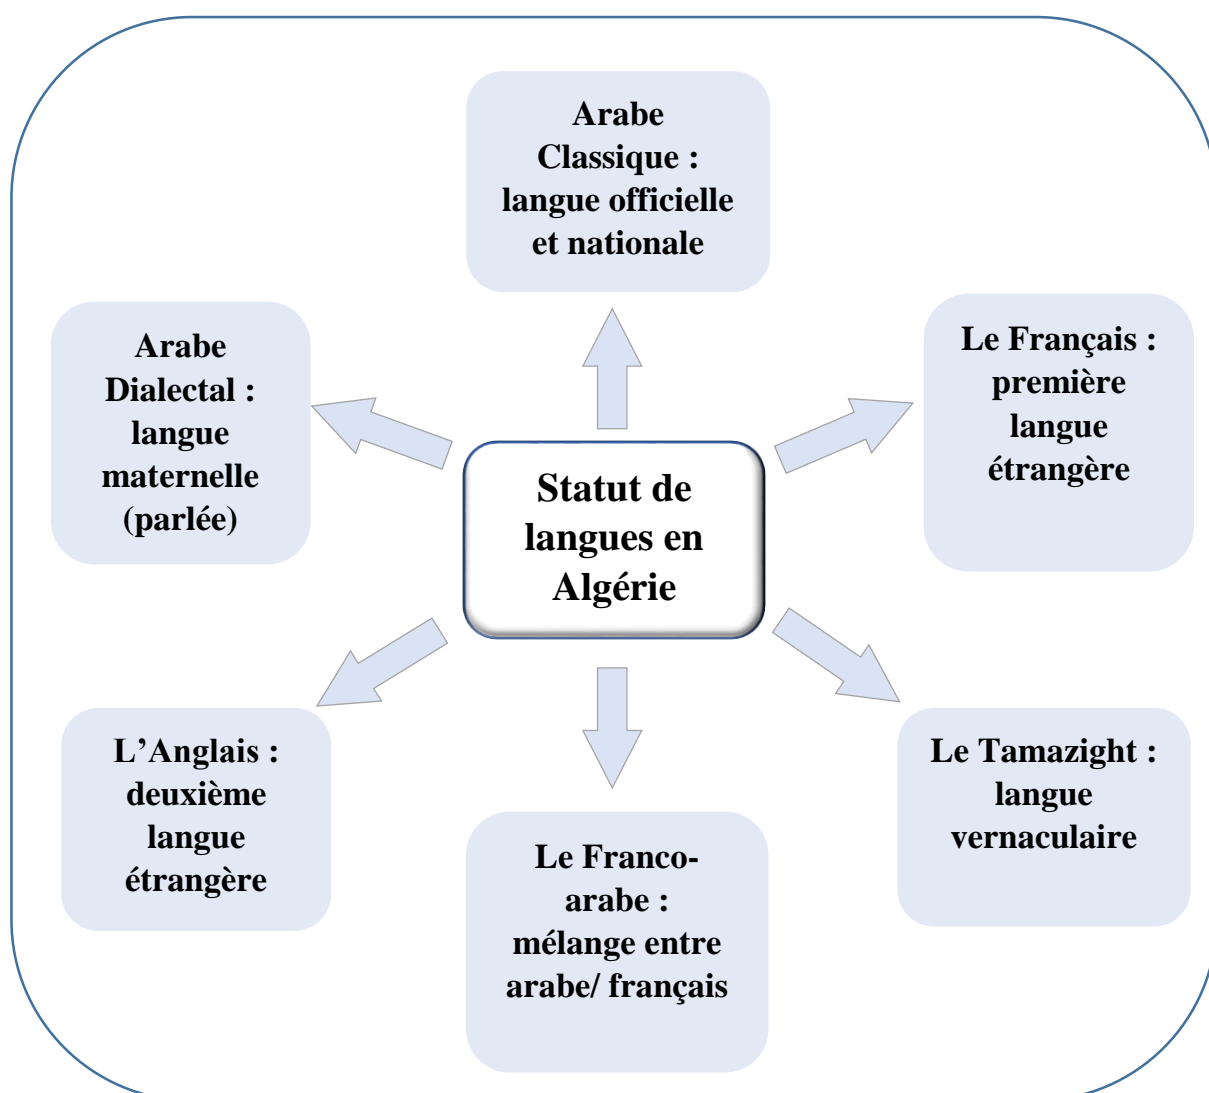 Arabe
Classique :
langue officielle
et nationale
Arabe
Dialectal :
langue
maternelle
(parlée)
Le Français :
première
langue
étrangère
Statut de
langues en
Algérie
L’Anglais :
deuxième
langue
étrangère
Le Franco-
arabe :
mélange entre
arabe/ français
Le Tamazight :
langue
vernaculaire